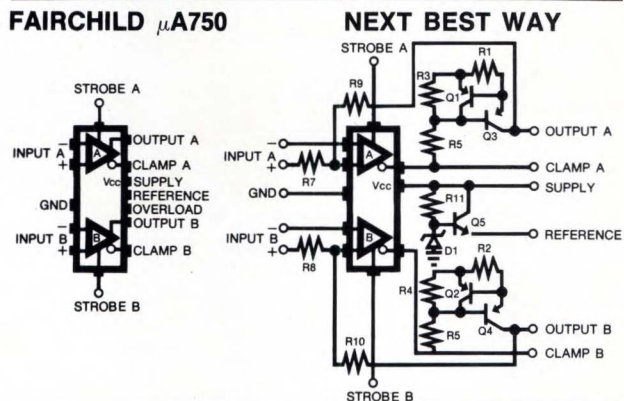 FAIRCHILD μA750
NEXT BEST WAY
STROBE A
INPUT A
−
+
A
OUTPUT A
CLAMP A
Vcc
SUPPLY
REFERENCE
OVERLOAD
GND
OUTPUT B
INPUT B
−
+
B
CLAMP B
STROBE B
STROBE A
R9
R3
R1
Q1
Q3
OUTPUT A
−
INPUT A
+
R7
A
R5
CLAMP A
Vcc
SUPPLY
GND
R11
Q5
REFERENCE
−
INPUT B
+
R8
B
D1
R2
R4
Q2
Q4
R5
OUTPUT B
R10
CLAMP B
STROBE B